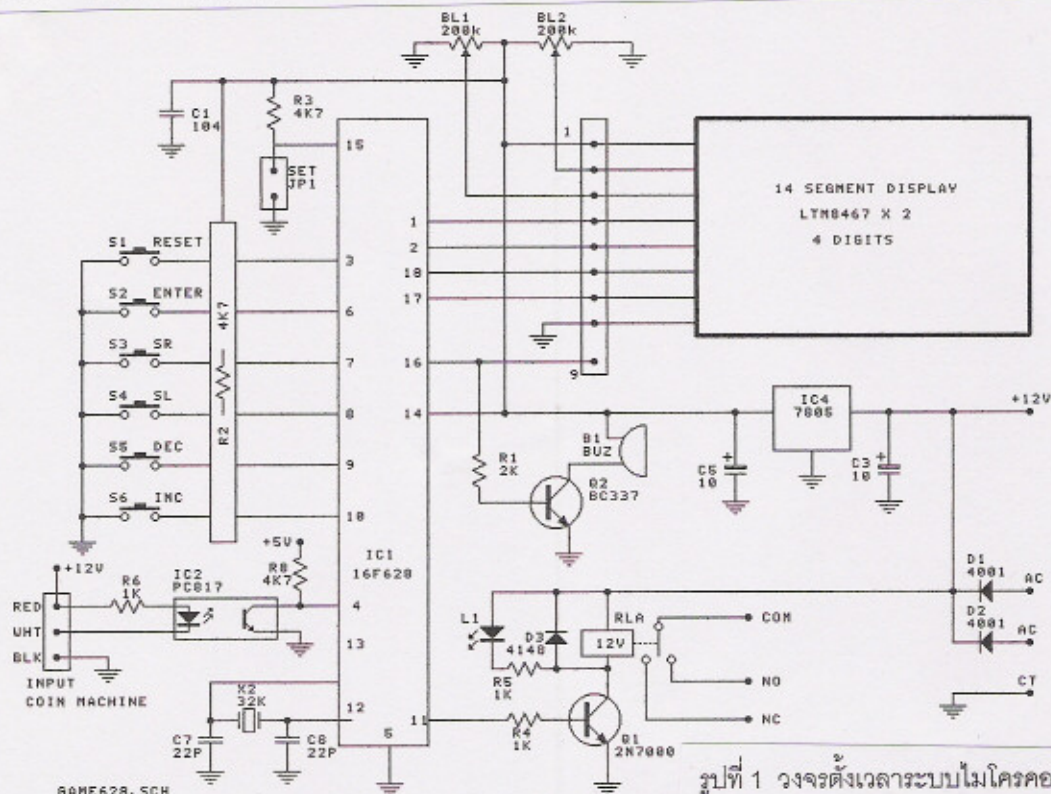 BL1
200k
BL2
200k
C1
104
R3
4K7
SET
JP1
15
1
14 SEGMENT DISPLAY
LTM8467 X 2
4 DIGITS
1
2
18
17
16
9
S1 RESET
S2 ENTER
S3 SR
S4 SL
S5 DEC
S6 INC
4K7
R2
3
6
7
8
9
10
14
IC1
16F628
R1
2K
B1
BUZ
Q2
BC337
C5
10
IC4
7805
C3
10
+12V
+12V
+5V
R8
4K7
R6
1K
IC2
PC817
RED
WHT
BLK
INPUT
COIN MACHINE
4
13
12
5
11
X2
32K
C7
22P
C8
22P
L1
D3
4148
R5
1K
R4
1K
RLA
12V
Q1
2N7000
COM
NO
NC
D1
4001
D2
4001
AC
AC
CT
GAME628.SCH
รูปที่ 1 วงจรตั้งเวลาระบบไมโครคอ